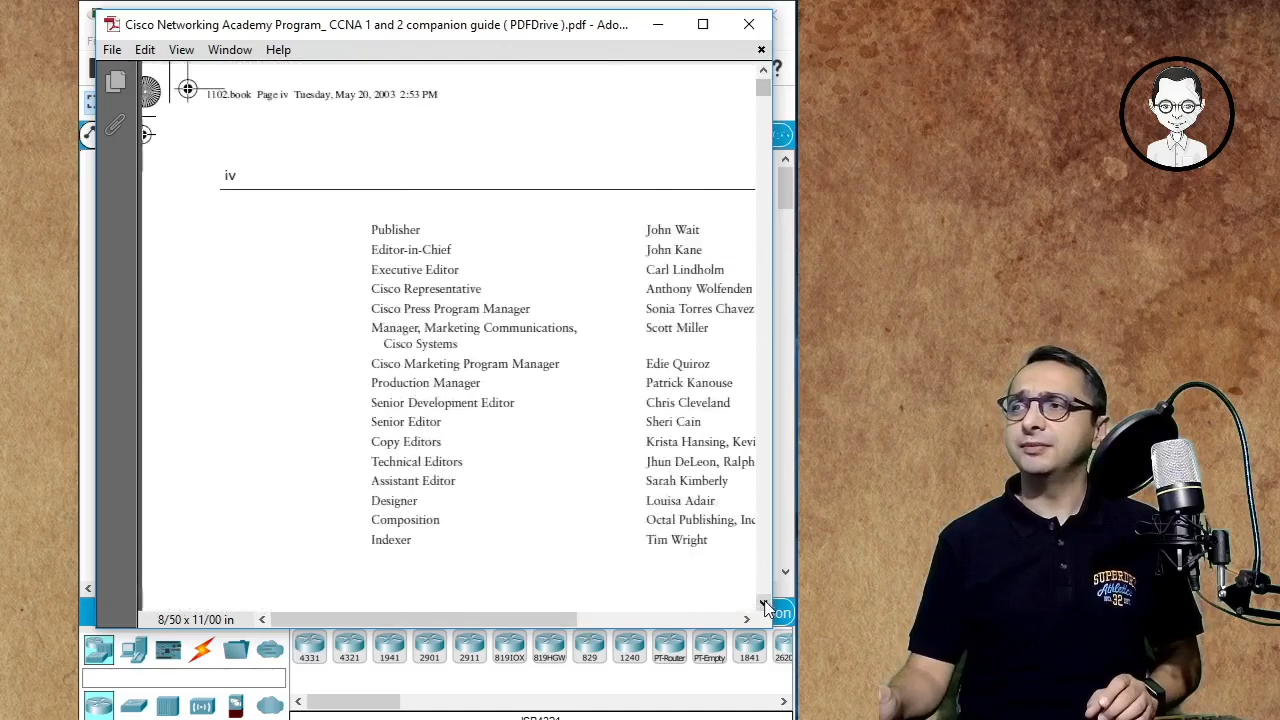 Cisco Networking Academy Program_ CCNA 1 and 2 companion guide ( PDFDrive ).pdf - Ado...
File Edit View Window Help
?
1102.book Page iv Tuesday, May 20, 2003 2:53 PM
iv
Publisher John Wait
Editor-in-Chief John Kane
Executive Editor Carl Lindholm
Cisco Representative Anthony Wolfenden
Cisco Press Program Manager Sonia Torres Chavez
Manager, Marketing Communications, Scott Miller
Cisco Systems
Cisco Marketing Program Manager Edie Quiroz
Production Manager Patrick Kanouse
Senior Development Editor Chris Cleveland
Senior Editor Sheri Cain
Copy Editors Krista Hansing, Kevi
Technical Editors Jhun DeLeon, Ralph
Assistant Editor Sarah Kimberly
Designer Louisa Adair
Composition Octal Publishing, Inc
Indexer Tim Wright
8/50 x 11/00 in
on
4331 4321 1941 2901 2911 819IOX 819HGW 829 1240 PT-Router PT-Empty 1841 2620
SUPERDRY
Athletics
NO. 32